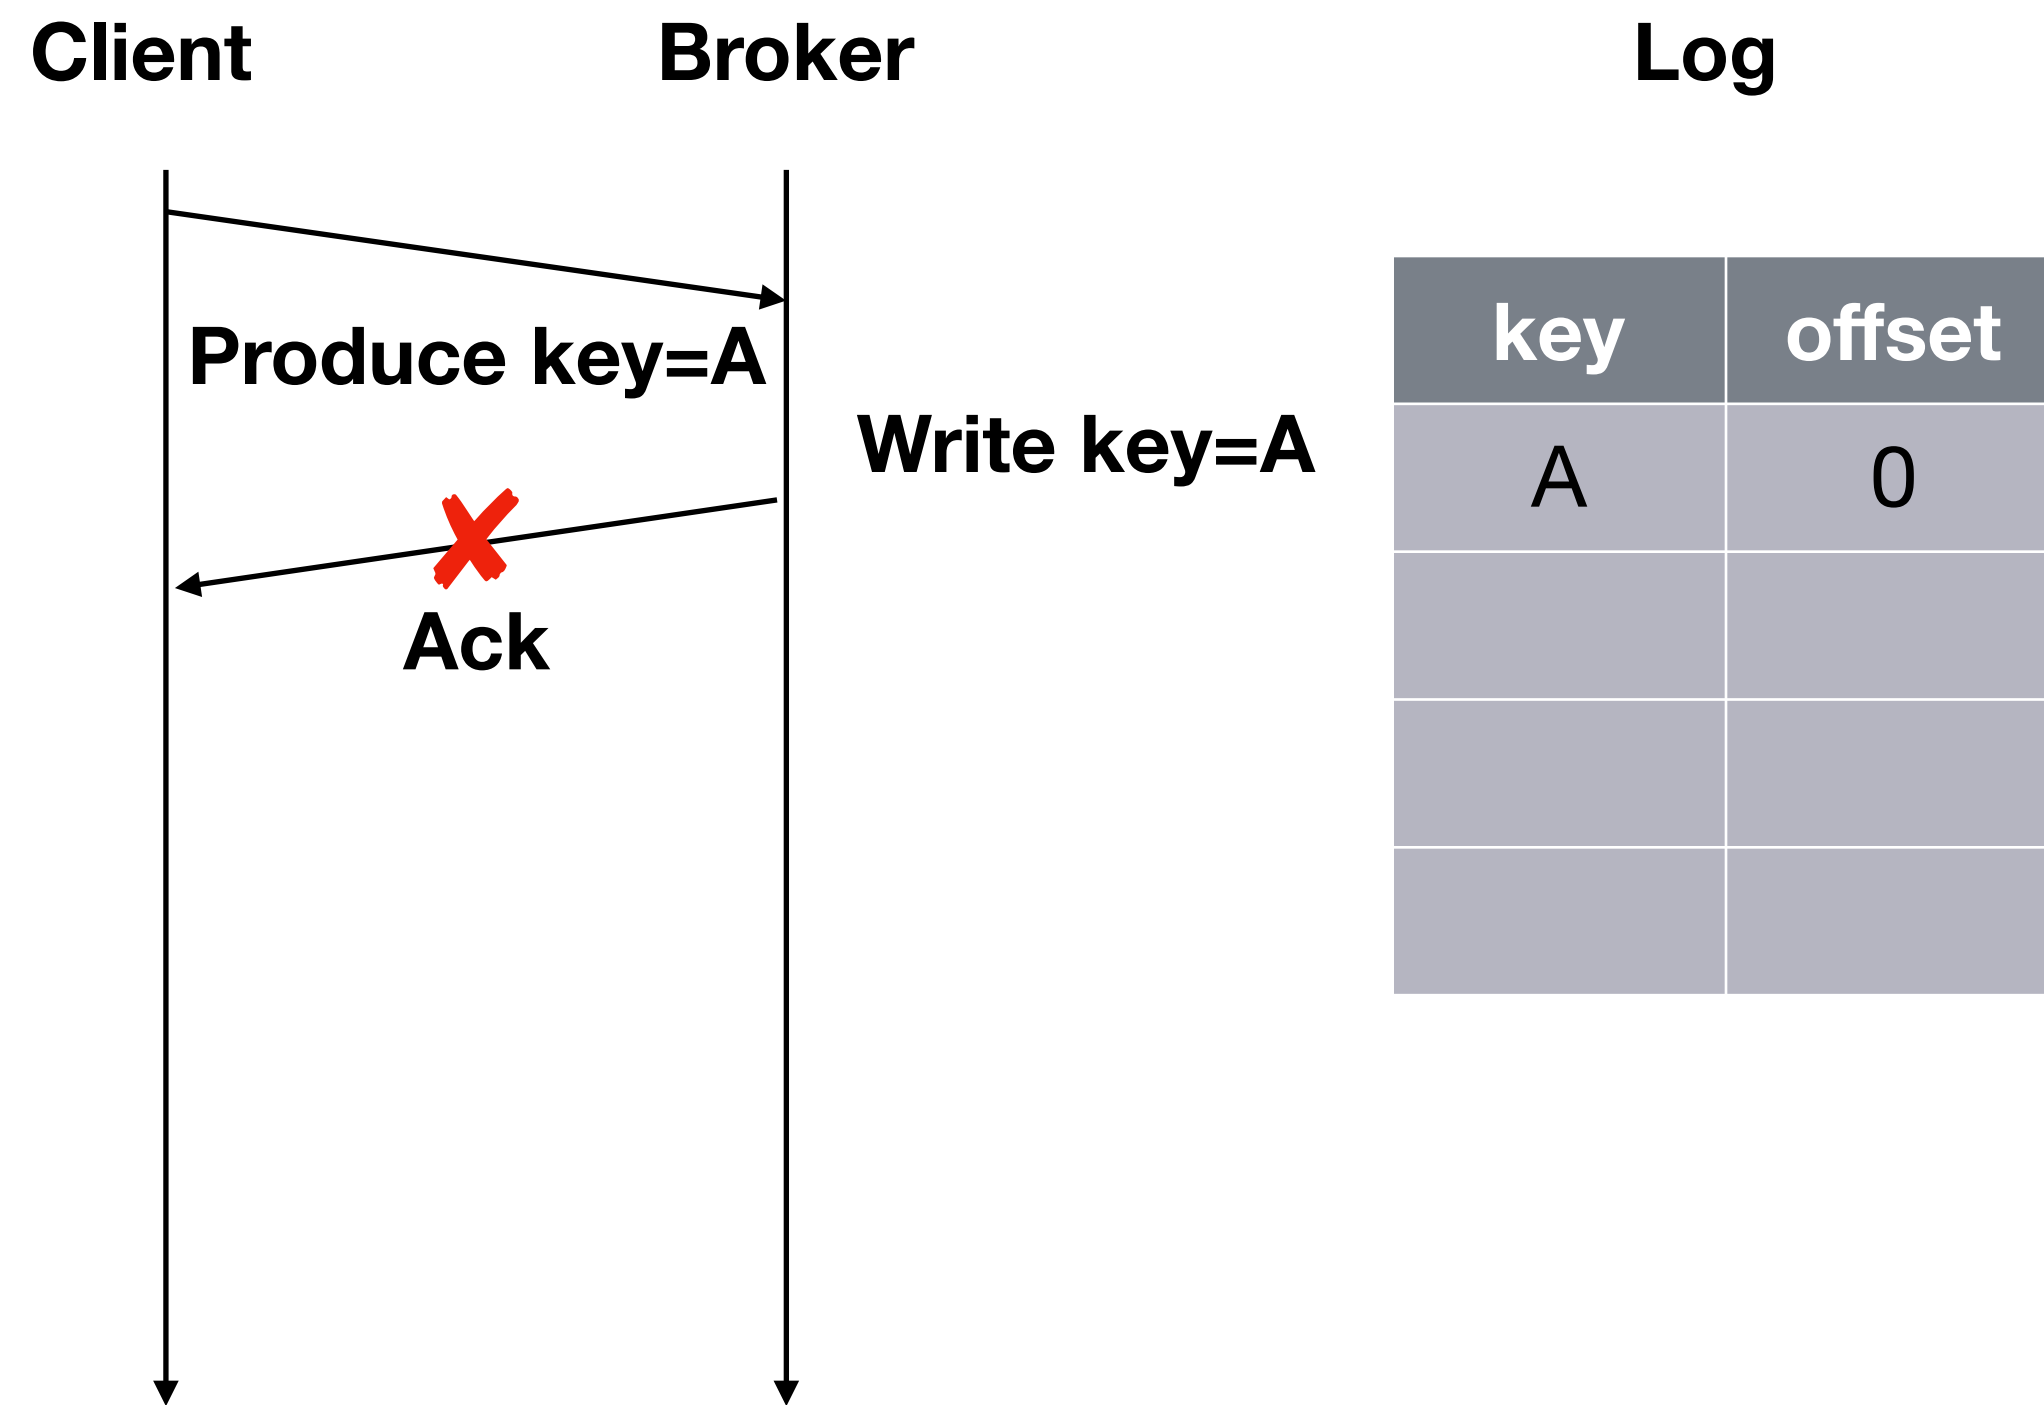 Client
Broker
Log
Produce key=A
Write key=A
Ack
key offset
A 0